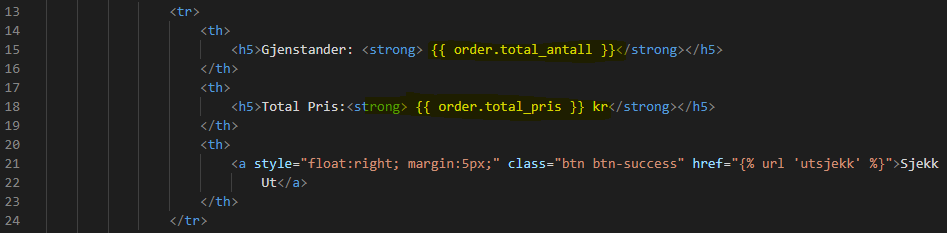 13 <tr>
14 <th>
15 <h5>Gjenstander: <strong> {{ order.total_antall }}</strong></h5>
16 </th>
17 <th>
18 <h5>Total Pris:<strong> {{ order.total_pris }} kr</strong></h5>
19 </th>
20 <th>
21 <a style="float:right; margin:5px;" class="btn btn-success" href="{% url 'utsjekk' %}">Sjekk
22 Ut</a>
23 </th>
24 </tr>